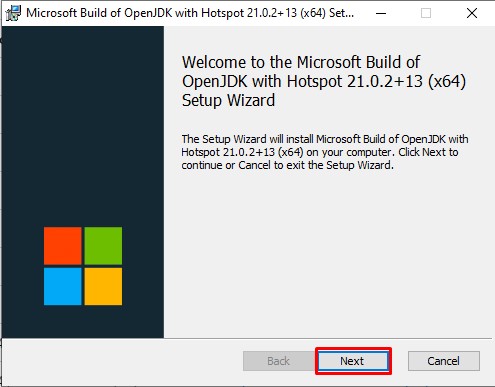 Microsoft Build of OpenJDK with Hotspot 21.0.2+13 (x64) Set...
Welcome to the Microsoft Build of
OpenJDK with Hotspot 21.0.2+13 (x64)
Setup Wizard
The Setup Wizard will install Microsoft Build of OpenJDK with
Hotspot 21.0.2+13 (x64) on your computer. Click Next to
continue or Cancel to exit the Setup Wizard.
Back
Next
Cancel